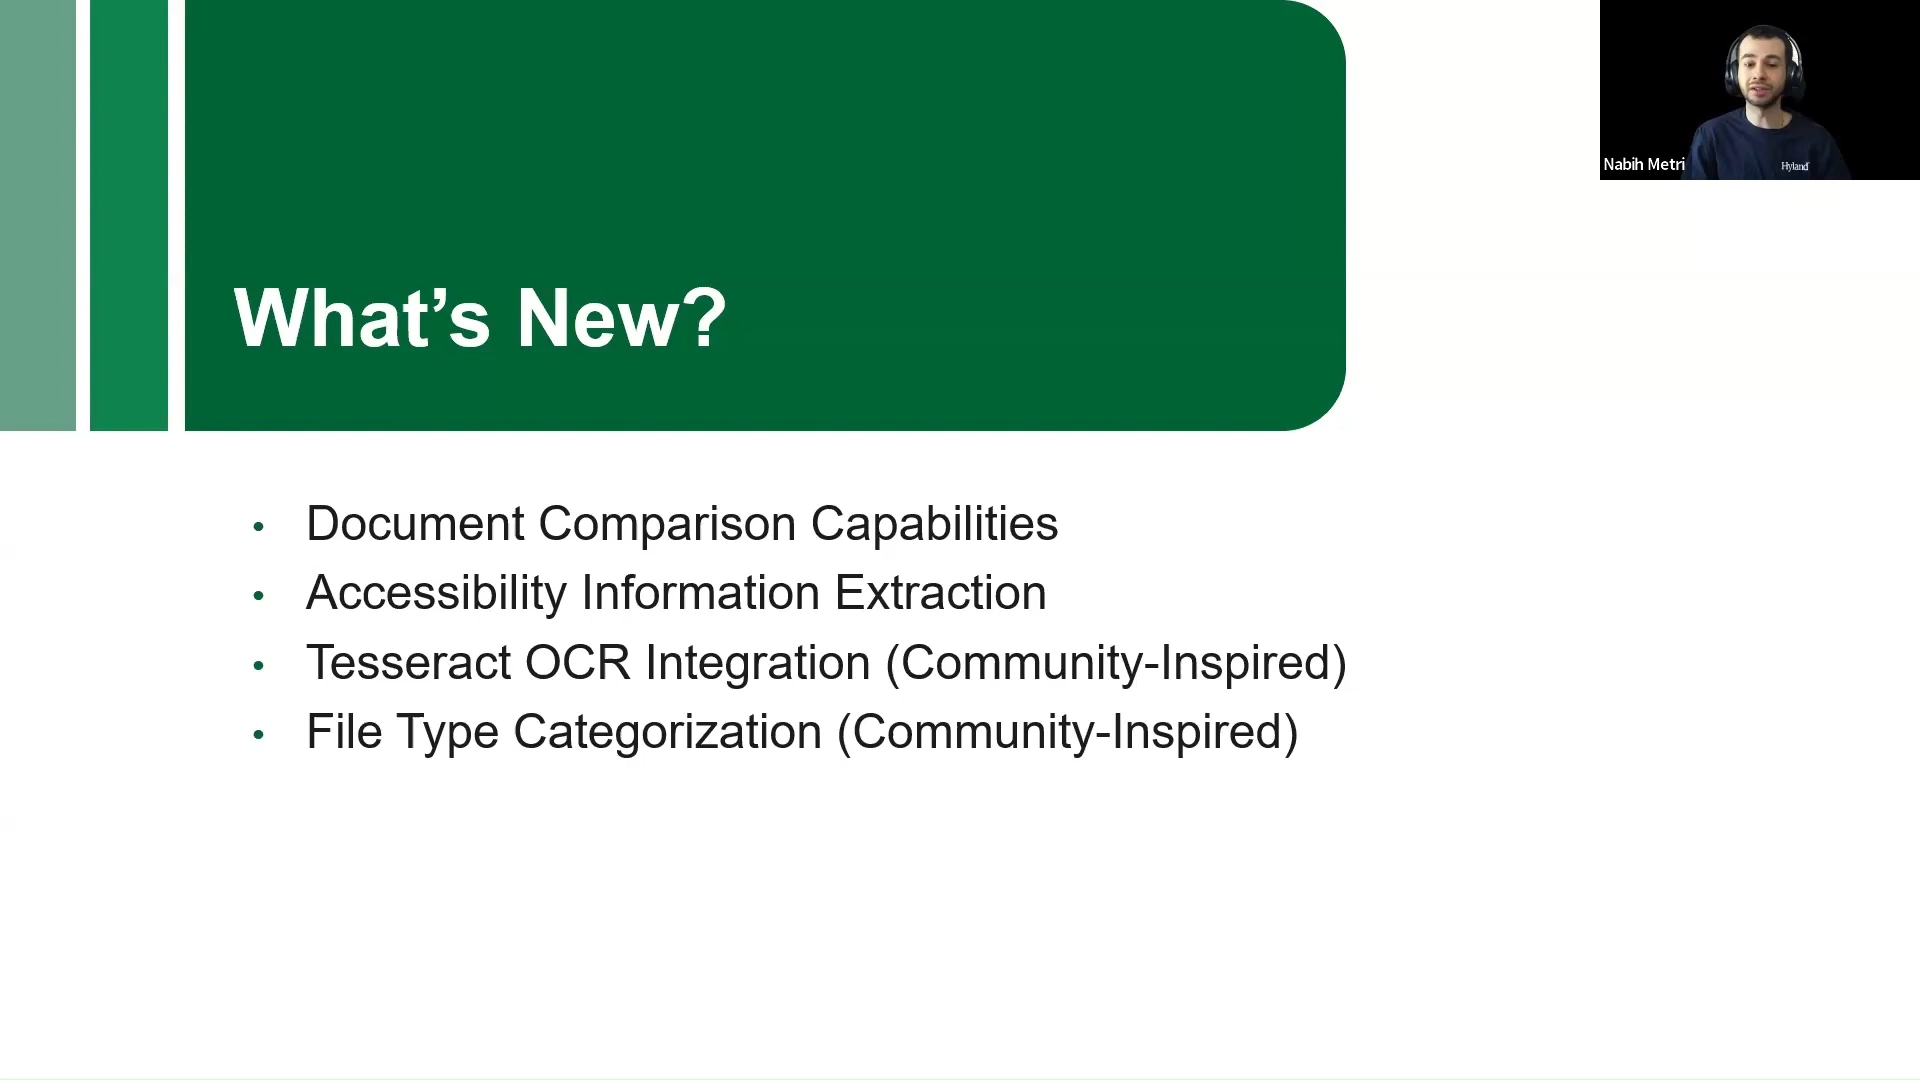 What’s New?
• Document Comparison Capabilities
• Accessibility Information Extraction
• Tesseract OCR Integration (Community-Inspired)
• File Type Categorization (Community-Inspired)
Nabih Metri
Hyland